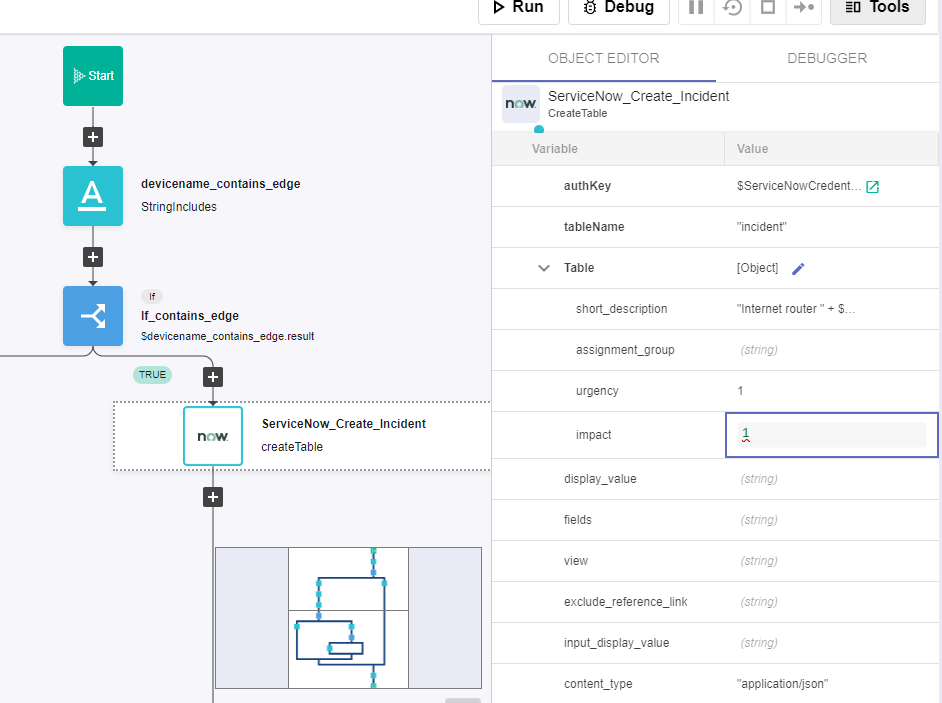 Run
Debug
Tools
Start
devicename_contains_edge
StringIncludes
If
If_contains_edge
$devicename_contains_edge.result
TRUE
now.
ServiceNow_Create_Incident
createTable
OBJECT EDITOR
DEBUGGER
now.
ServiceNow_Create_Incident
CreateTable
Variable Value
authKey $ServiceNowCredent...
tableName "incident"
Table [Object]
short_description "Internet router " + $...
assignment_group (string)
urgency 1
impact 1
display_value (string)
fields (string)
view (string)
exclude_reference_link (string)
input_display_value (string)
content_type "application/json"